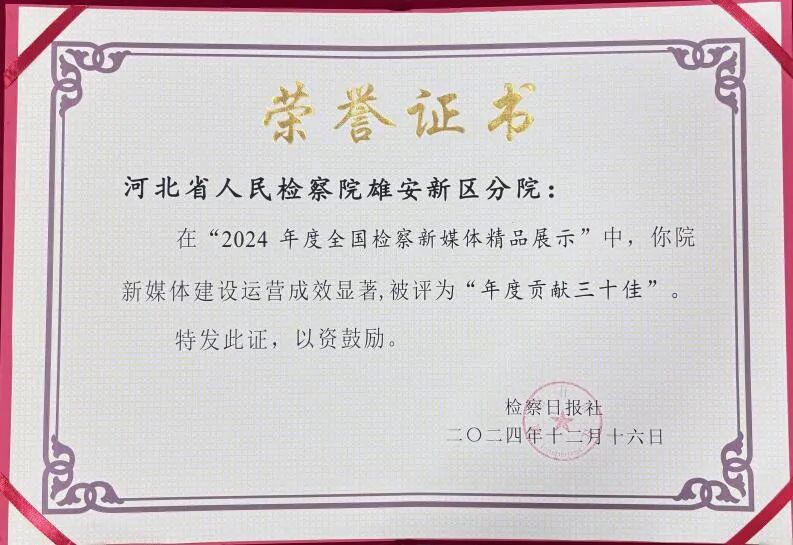 荣誉证书
河北省人民检察院雄安新区分院：
在“2024 年度全国检察新媒体精品展示”中，你院
新媒体建设运营成效显著,被评为“年度贡献三十佳”。
特发此证，以资鼓励。
检察日报社
二〇二四年十二月十六日